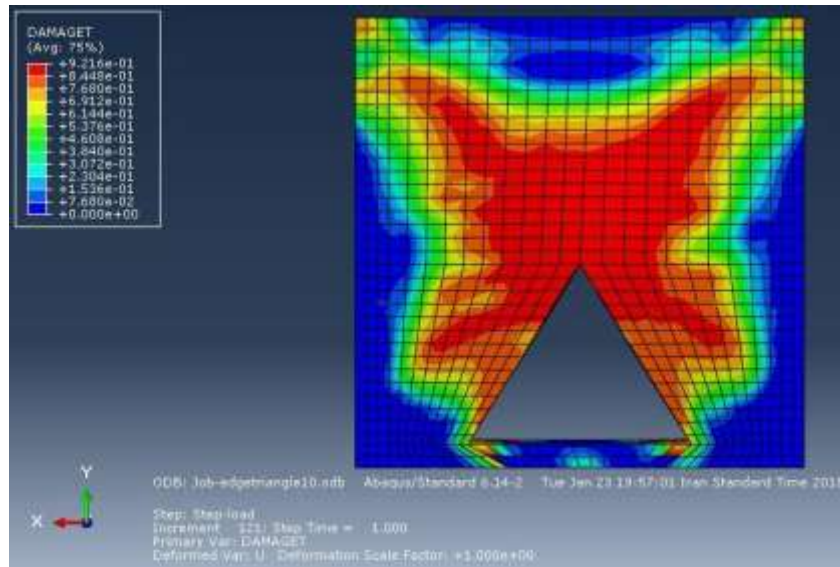 DAMAGET
(Avg: 75%)
+9.216e-01
+8.448e-01
+7.680e-01
+6.912e-01
+6.144e-01
+5.376e-01
+4.608e-01
+3.840e-01
+3.072e-01
+2.304e-01
+1.536e-01
+7.680e-02
+0.000e+00
Y
X
ODB: Job-edgetriangle10.odb Abaqus/Standard 6.14-2 Tue Jan 23 19:57:01 Iran Standard Time 2018
Step: Step-load
Increment 121: Step Time = 1.000
Primary Var: DAMAGET
Deformed Var: U Deformation Scale Factor: +1.000e+00